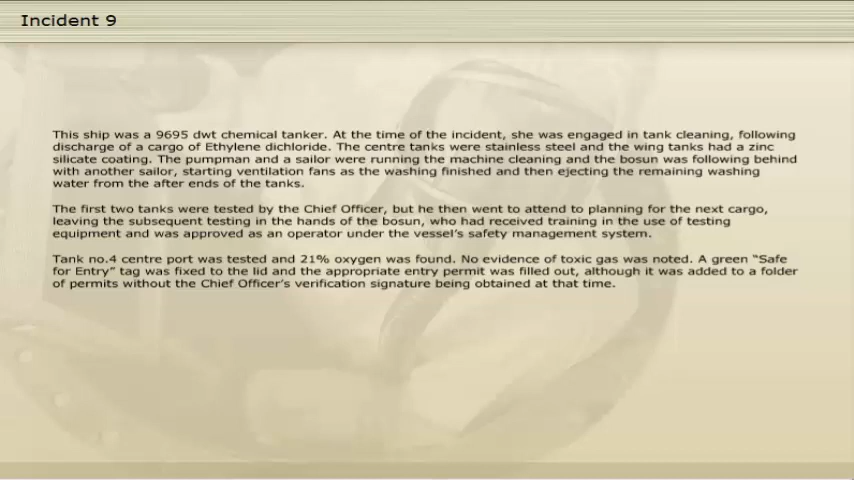 Incident 9
This ship was a 9695 dwt chemical tanker. At the time of the incident, she was engaged in tank cleaning, following
discharge of a cargo of Ethylene dichloride. The centre tanks were stainless steel and the wing tanks had a zinc
silicate coating. The pumpman and a sailor were running the machine cleaning and the bosun was following behind
with another sailor, starting ventilation fans as the washing finished and then ejecting the remaining washing
water from the after ends of the tanks.
The first two tanks were tested by the Chief Officer, but he then went to attend to planning for the next cargo,
leaving the subsequent testing in the hands of the bosun, who had received training in the use of testing
equipment and was approved as an operator under the vessel's safety management system.
Tank no.4 centre port was tested and 21% oxygen was found. No evidence of toxic gas was noted. A green “Safe
for Entry” tag was fixed to the lid and the appropriate entry permit was filled out, although it was added to a folder
of permits without the Chief Officer's verification signature being obtained at that time.